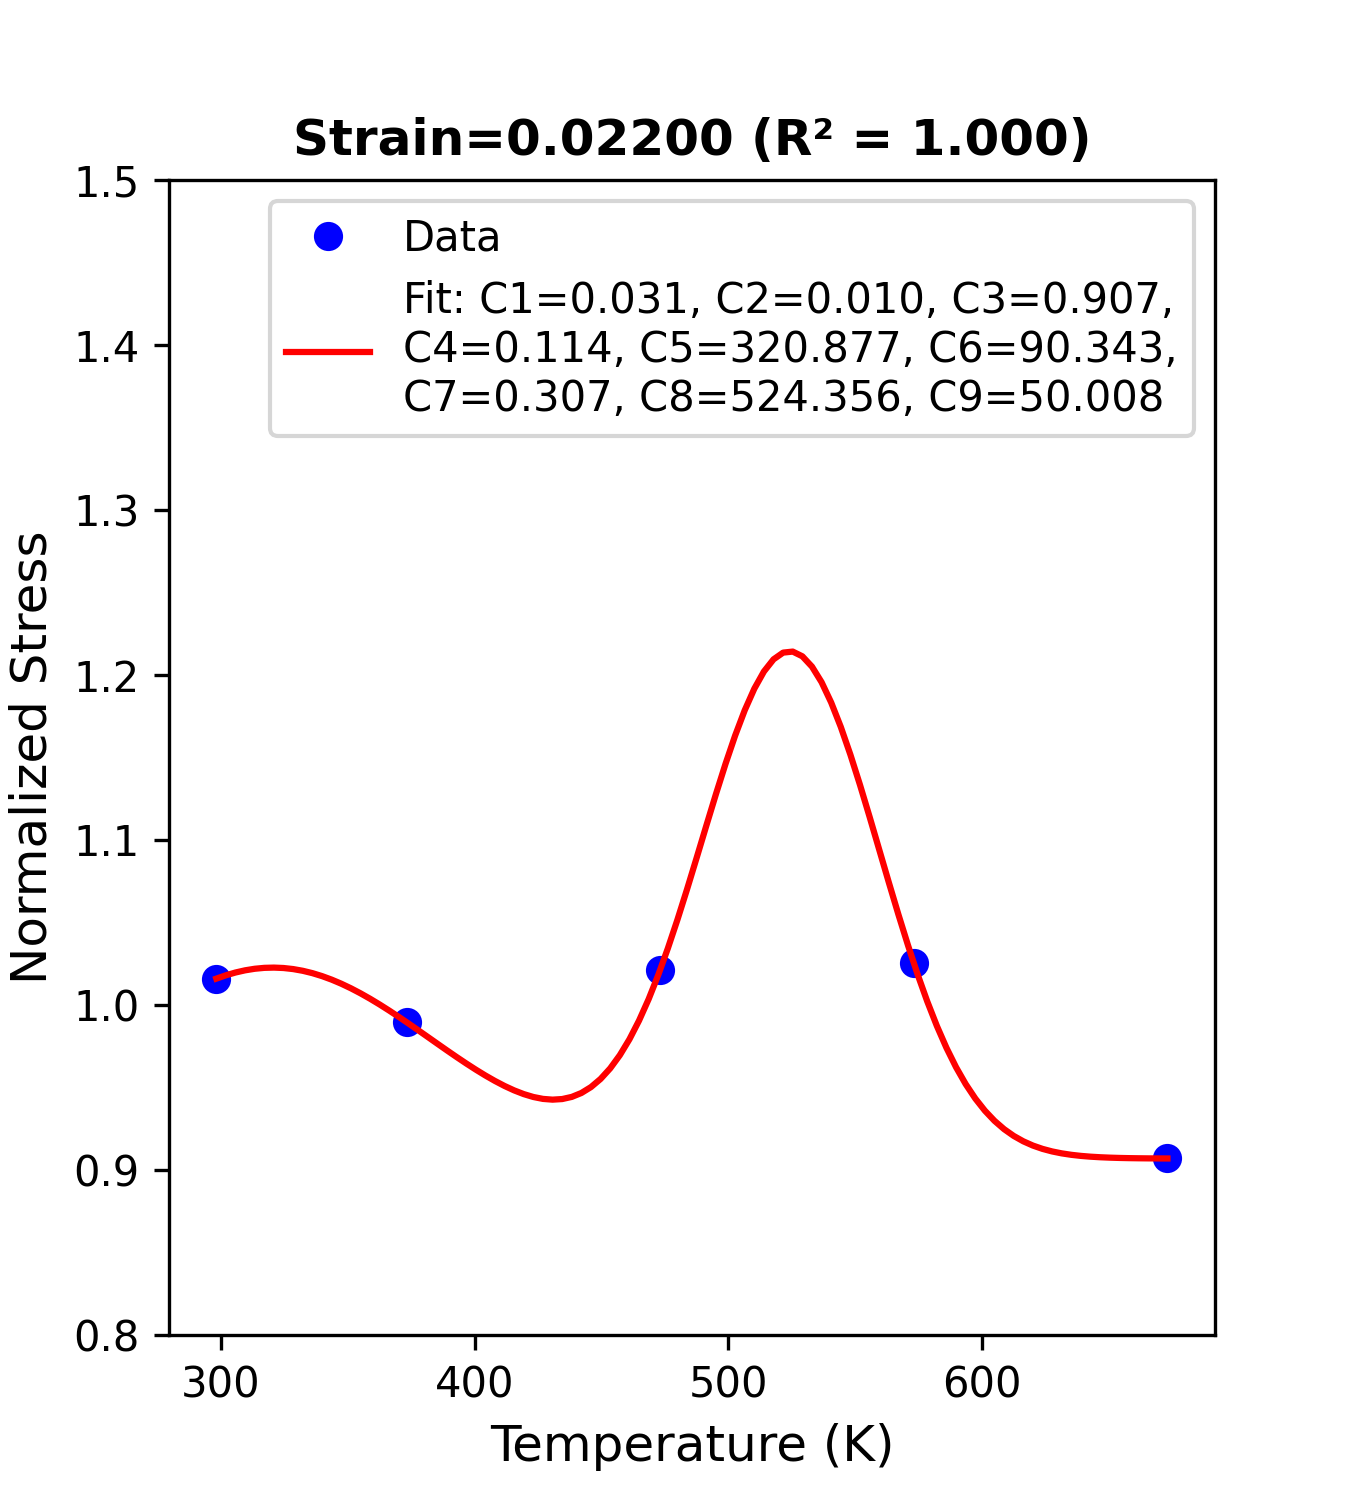 Strain=0.02200 (R² = 1.000)
Data
Fit: C1=0.031, C2=0.010, C3=0.907,
C4=0.114, C5=320.877, C6=90.343,
C7=0.307, C8=524.356, C9=50.008
1.5
1.4
1.3
1.2
1.1
1.0
0.9
0.8
Normalized Stress
300 400 500 600
Temperature (K)